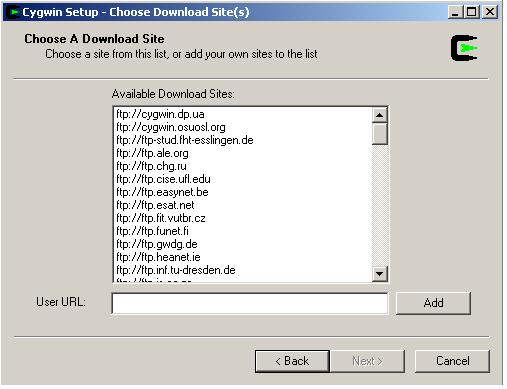 Cygwin Setup - Choose Download Site(s)
Choose A Download Site
Choose a site from this list, or add your own sites to the list
Available Download Sites:
ftp://cygwin.dp.ua
ftp://cygwin.osuosl.org
ftp://ftp-stud.fht-esslingen.de
ftp://ftp.ale.org
ftp://ftp.chg.ru
ftp://ftp.cise.ufl.edu
ftp://ftp.easynet.be
ftp://ftp.esat.net
ftp://ftp.fit.vutbr.cz
ftp://ftp.funet.fi
ftp://ftp.gwdg.de
ftp://ftp.heanet.ie
ftp://ftp.inf.tu-dresden.de
User URL:
Add
< Back
Next >
Cancel